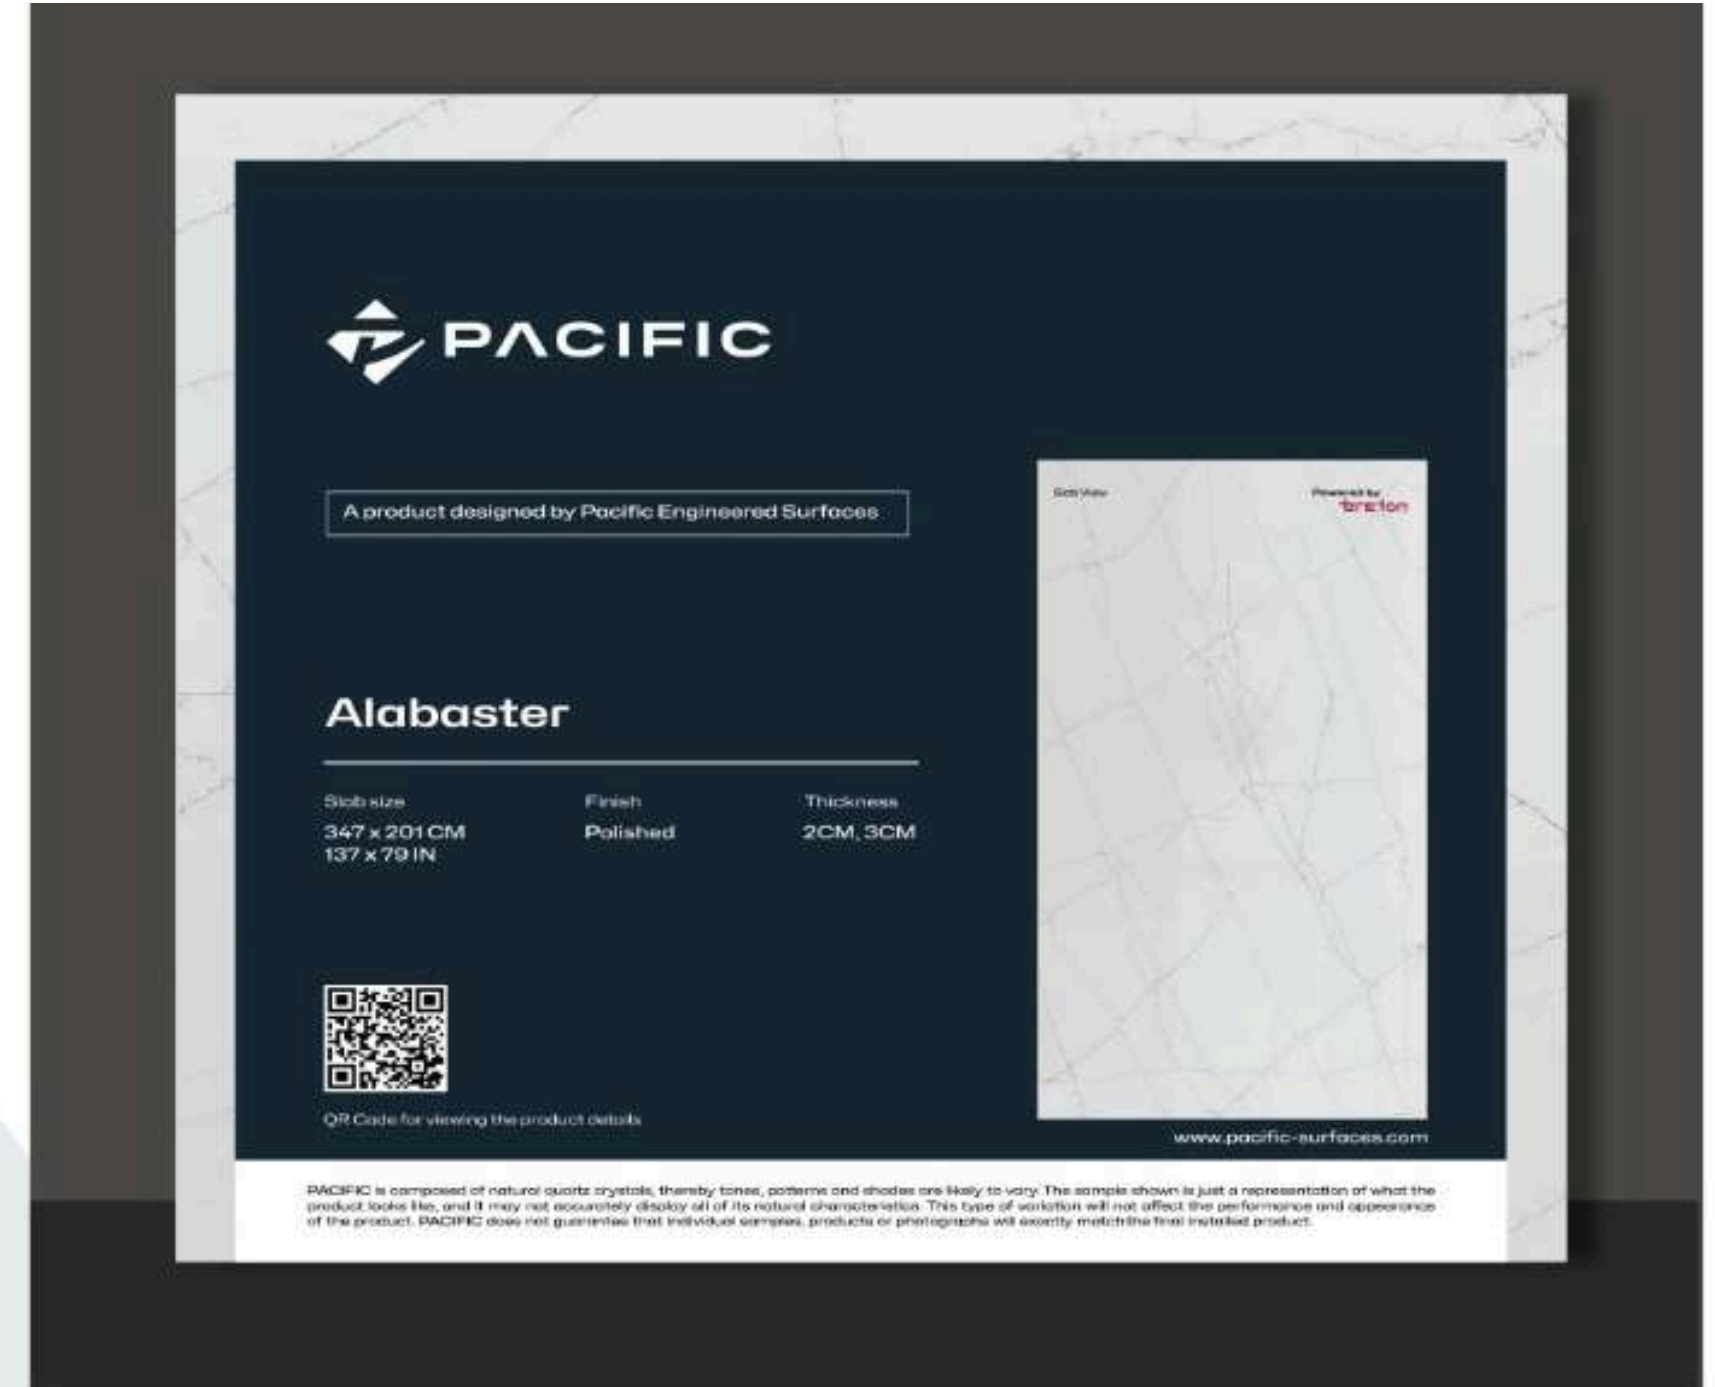 PACIFIC
A product designed by Pacific Engineered Surfaces
Slab View
Powered by
breton
Alabaster
Slab size
Finish
Thickness
347 x 201 CM
Polished
2CM, 3CM
137 x 79 IN
QR Code for viewing the product details
www.pacific-surfaces.com
PACIFIC is composed of natural quartz crystals, thereby tones, patterns and shades are likely to vary. The sample shown is just a representation of what the
product looks like, and it may not accurately display all of its natural characteristics. This type of variation will not affect the performance and appearance
of the product. PACIFIC does not guarantee that individual samples, products or photographs will exactly match the final installed product.